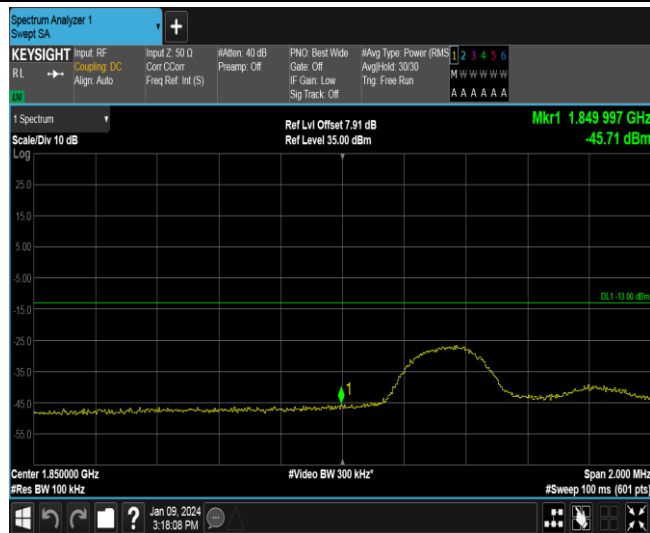 Spectrum Analyzer 1
Swept SA
+
KEYSIGHT
RL
LV
Input: RF
Coupling: DC
Align: Auto
Input Z: 50 Ω
Corr CCorr
Freq Ref: Int (S)
#Atten: 40 dB
Preamp: Off
PNO: Best Wide
Gate: Off
IF Gain: Low
Sig Track: Off
#Avg Type: Power (RMS
Avg|Hold: 30/30
Trig: Free Run
1 2 3 4 5 6
M W W W W W
A A A A A A
1 Spectrum
Scale/Div 10 dB
Log
Ref Lvl Offset 7.91 dB
Ref Level 35.00 dBm
Mkr1 1.849 997 GHz
-45.71 dBm
25.0
15.0
5.00
-5.00
DL1 -13.00 dBm
-15.0
-25.0
-35.0
1
-45.0
-55.0
Center 1.850000 GHz
#Video BW 300 kHz*
Span 2.000 MHz
#Res BW 100 kHz
#Sweep 100 ms (601 pts)
?
Jan 09, 2024
3:18:08 PM